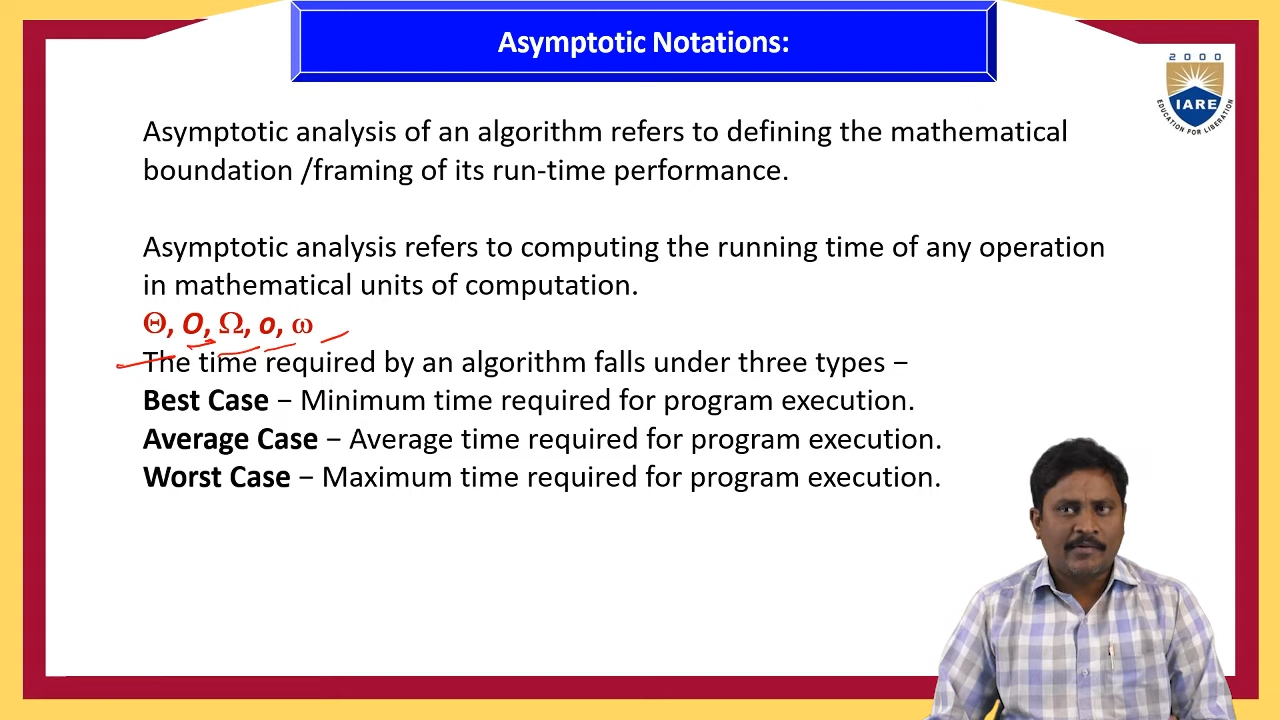 Asymptotic Notations:
2000
IARE
EDUCATION FOR LIBERATION
Asymptotic analysis of an algorithm refers to defining the mathematical
boundation /framing of its run-time performance.
Asymptotic analysis refers to computing the running time of any operation
in mathematical units of computation.
Θ, O, Ω, o, ω
The time required by an algorithm falls under three types −
Best Case − Minimum time required for program execution.
Average Case − Average time required for program execution.
Worst Case − Maximum time required for program execution.